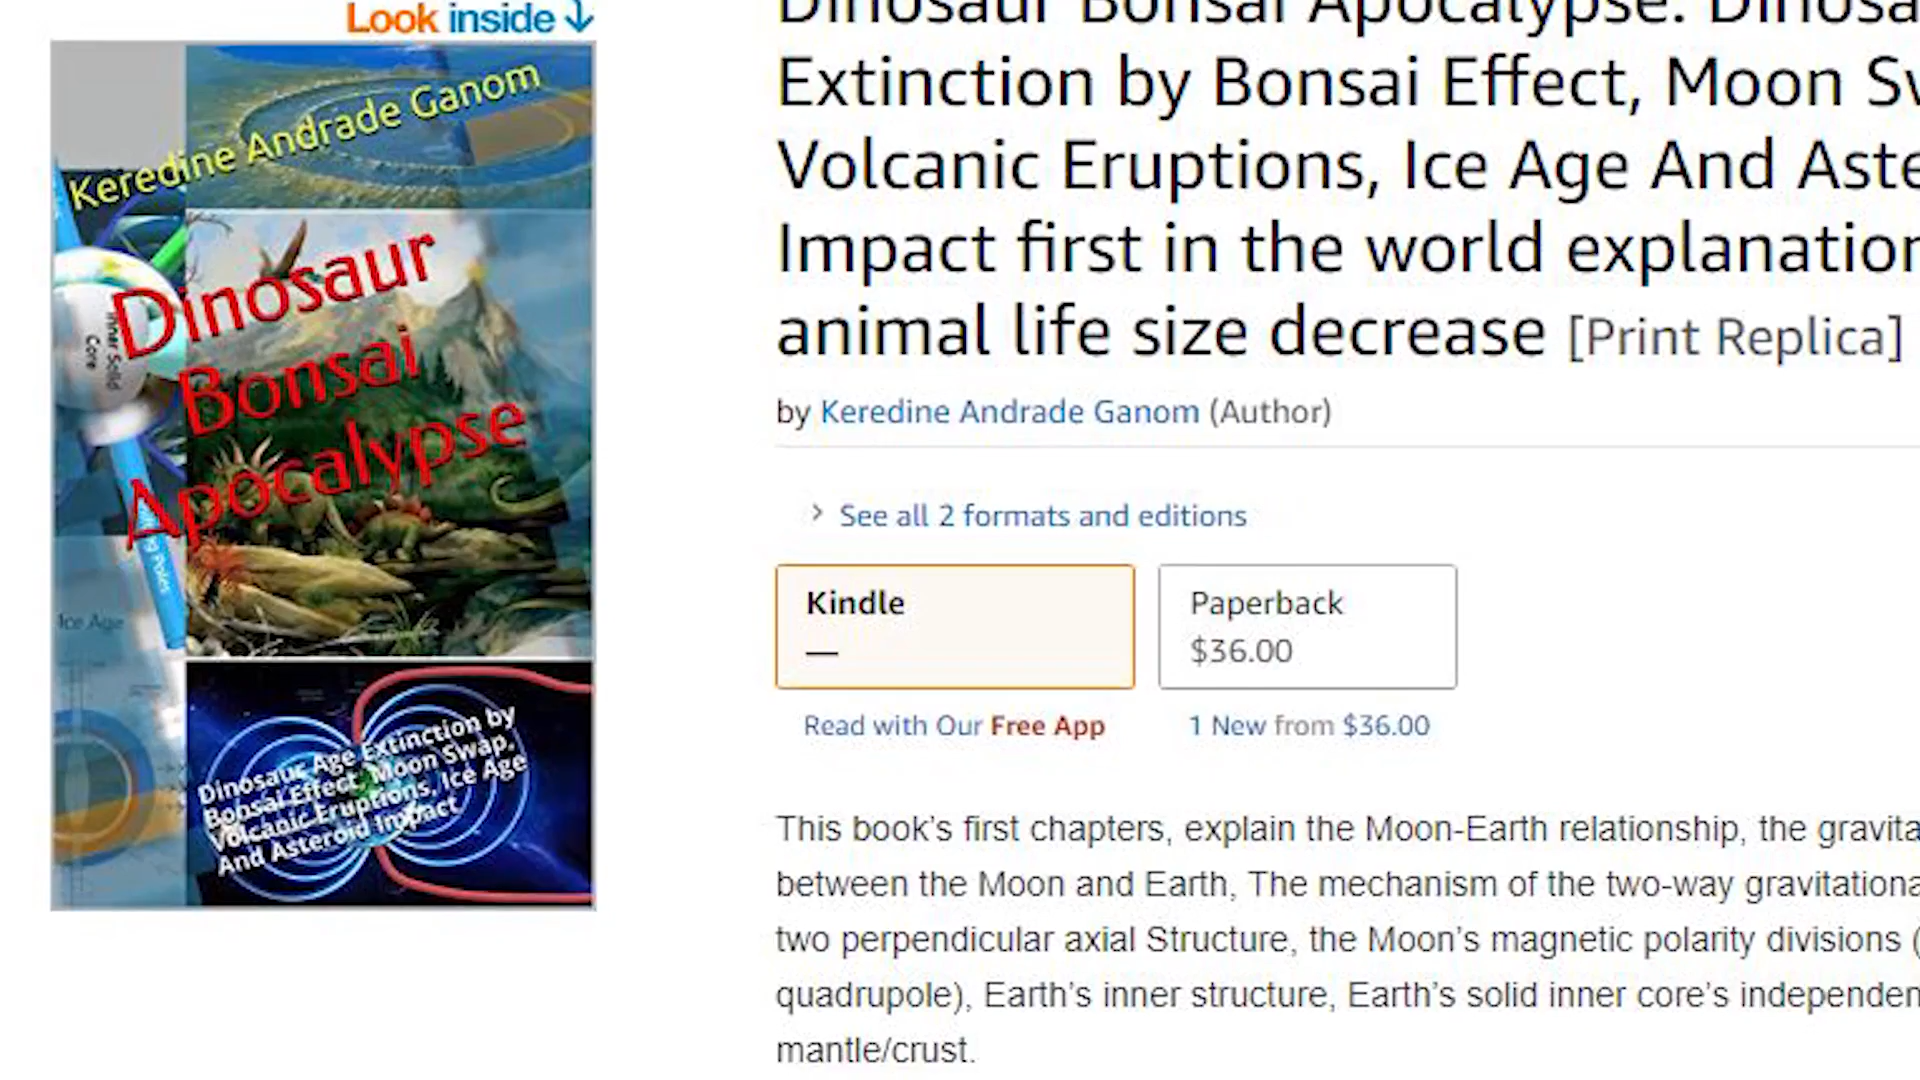 Look inside
Keredine Andrade Ganom
Dinosaur
Bonsai
Apocalypse
Inner Solid
Core
Ice Age
Dinosaur Age Extinction by
Bonsai Effect, Moon Swap,
Volcanic Eruptions, Ice Age
And Asteroid Impact
Dinosaur Bonsai Apocalypse: Dinosa
Extinction by Bonsai Effect, Moon Sw
Volcanic Eruptions, Ice Age And Aste
Impact first in the world explanation
animal life size decrease [Print Replica]
by Keredine Andrade Ganom (Author)
See all 2 formats and editions
Kindle
—
Paperback
$36.00
Read with Our Free App
1 New from $36.00
This book's first chapters, explain the Moon-Earth relationship, the gravita
between the Moon and Earth, The mechanism of the two-way gravitationa
two perpendicular axial Structure, the Moon's magnetic polarity divisions (
quadrupole), Earth's inner structure, Earth's solid inner core's independen
mantle/crust.